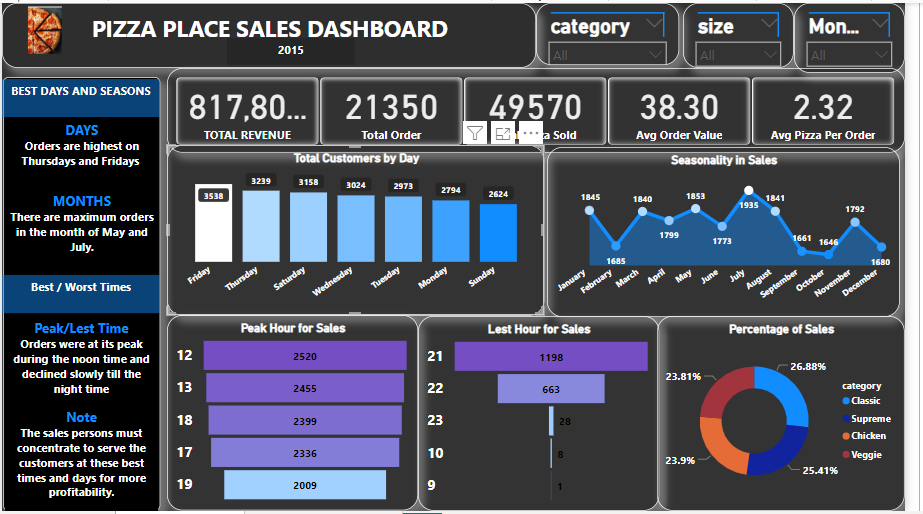 PIZZA PLACE SALES DASHBOARD
2015
category
All
size
All
Mon...
All
BEST DAYS AND SEASONS
DAYS
Orders are highest on
Thursdays and Fridays
MONTHS
There are maximum orders
in the month of May and
July.
Best / Worst Times
Peak/Lest Time
Orders were at its peak
during the noon time and
declined slowly till the
night time
Note
The sales persons must
concentrate to serve the
customers at these best
times and days for more
profitability.
817,80...
TOTAL REVENUE
21350
Total Order
49570
Sold
38.30
Avg Order Value
2.32
Avg Pizza Per Order
Total Customers by Day
3538
3239
3158
3024
2973
2794
2624
Friday
Thursday
Saturday
Wednesday
Tuesday
Monday
Sunday
Seasonality in Sales
1845
1685
1840
1799
1853
1773
1935
1841
1661
1646
1792
1680
January
February
March
April
May
June
July
August
September
October
November
December
Peak Hour for Sales
12 2520
13 2455
18 2399
17 2336
19 2009
Lest Hour for Sales
21 1198
22 663
23 28
10 8
9 1
Percentage of Sales
26.88%
25.41%
23.9%
23.81%
category
Classic
Supreme
Chicken
Veggie